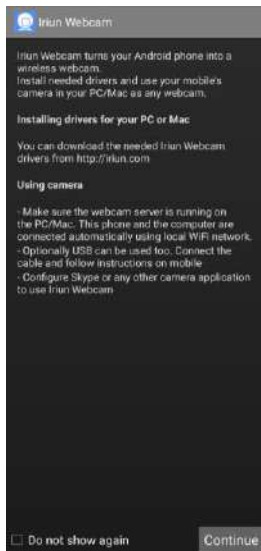 Iriun Webcam
Iriun Webcam turns your Android phone into a
wireless webcam.
Install needed drivers and use your mobile's
camera in your PC/Mac as any webcam.
Installing drivers for your PC or Mac
You can download the needed Iriun Webcam
drivers from http://iriun.com
Using camera
- Make sure the webcam server is running on
the PC/Mac. This phone and the computer are
connected automatically using local WiFi network.
- Optionally USB can be used too. Connect the
cable and follow instructions on mobile
- Configure Skype or any other camera application
to use Iriun Webcam
Do not show again
Continue